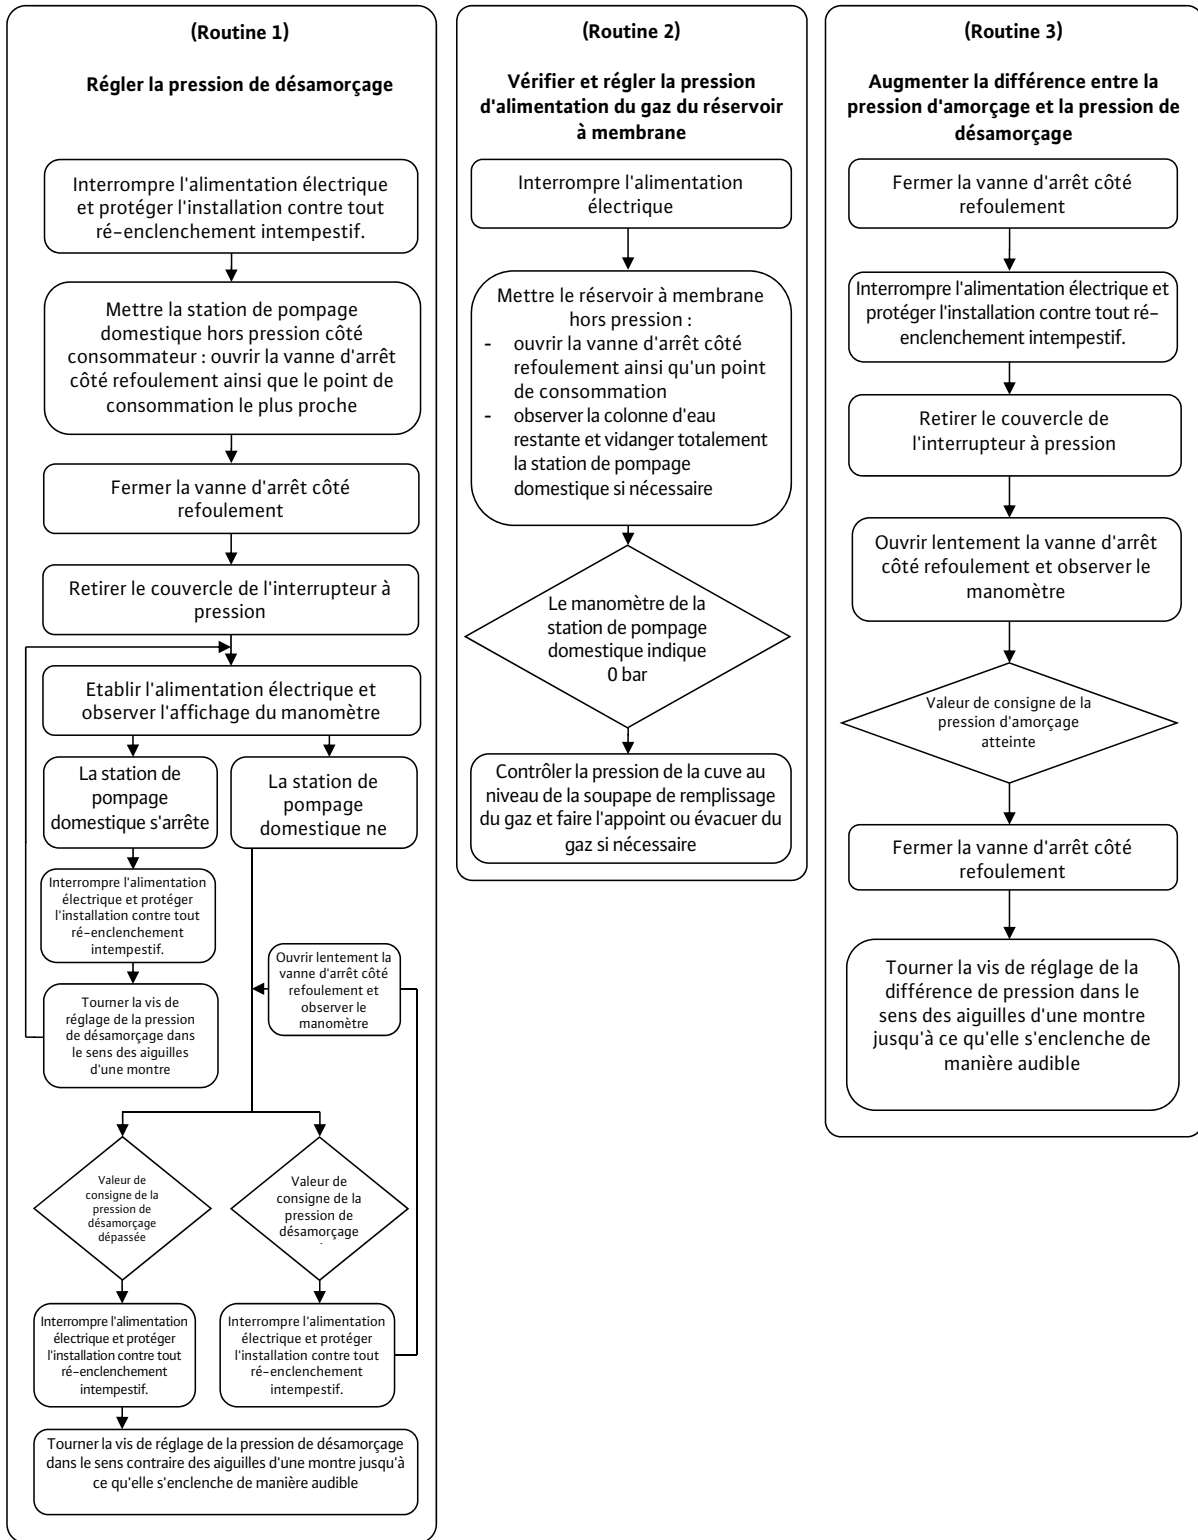 (Routine 1)
Régler la pression de désamorçage
Interrompre l'alimentation électrique
et protéger l'installation contre tout
ré-enclenchement intempestif.
Mettre la station de pompage
domestique hors pression côté
consommateur : ouvrir la vanne d'arrêt
côté refoulement ainsi que le point de
consommation le plus proche
Fermer la vanne d'arrêt côté
refoulement
Retirer le couvercle de l'interrupteur à
pression
Etablir l'alimentation électrique et
observer l'affichage du manomètre
La station de
pompage
domestique s'arrête
La station de
pompage
domestique ne
Interrompre l'alimentation
électrique et protéger
l'installation contre tout
ré-enclenchement
intempestif.
Ouvrir lentement la
vanne d'arrêt côté
refoulement et
observer le
manomètre
Tourner la vis de
réglage de la pression
de désamorçage dans
le sens des aiguilles
d'une montre
Valeur de
consigne de la
pression de
désamorçage
dépassée
Valeur de
consigne de la
pression de
désamorçage
Interrompre l'alimentation
électrique et protéger
l'installation contre tout
ré-enclenchement
intempestif.
Interrompre l'alimentation
électrique et protéger
l'installation contre tout
ré-enclenchement
intempestif.
Tourner la vis de réglage de la pression de désamorçage
dans le sens contraire des aiguilles d'une montre jusqu'à
ce qu'elle s'enclenche de manière audible
(Routine 2)
Vérifier et régler la pression
d'alimentation du gaz du réservoir
à membrane
Interrompre l'alimentation
électrique
Mettre le réservoir à membrane
hors pression :
- ouvrir la vanne d'arrêt côté
refoulement ainsi qu'un point
de consommation
- observer la colonne d'eau
restante et vidanger totalement
la station de pompage
domestique si nécessaire
Le manomètre de la
station de pompage
domestique indique
0 bar
Contrôler la pression de la cuve au
niveau de la soupape de remplissage
du gaz et faire l'appoint ou évacuer du
gaz si nécessaire
(Routine 3)
Augmenter la différence entre la
pression d'amorçage et la pression de
désamorçage
Fermer la vanne d'arrêt côté
refoulement
Interrompre l'alimentation électrique et
protéger l'installation contre tout ré-
enclenchement intempestif.
Retirer le couvercle de
l'interrupteur à pression
Ouvrir lentement la vanne d'arrêt
côté refoulement et observer le
manomètre
Valeur de consigne de la
pression d'amorçage
atteinte
Fermer la vanne d'arrêt côté
refoulement
Tourner la vis de réglage de la
différence de pression dans le
sens des aiguilles d'une montre
jusqu'à ce qu'elle s'enclenche de
manière audible